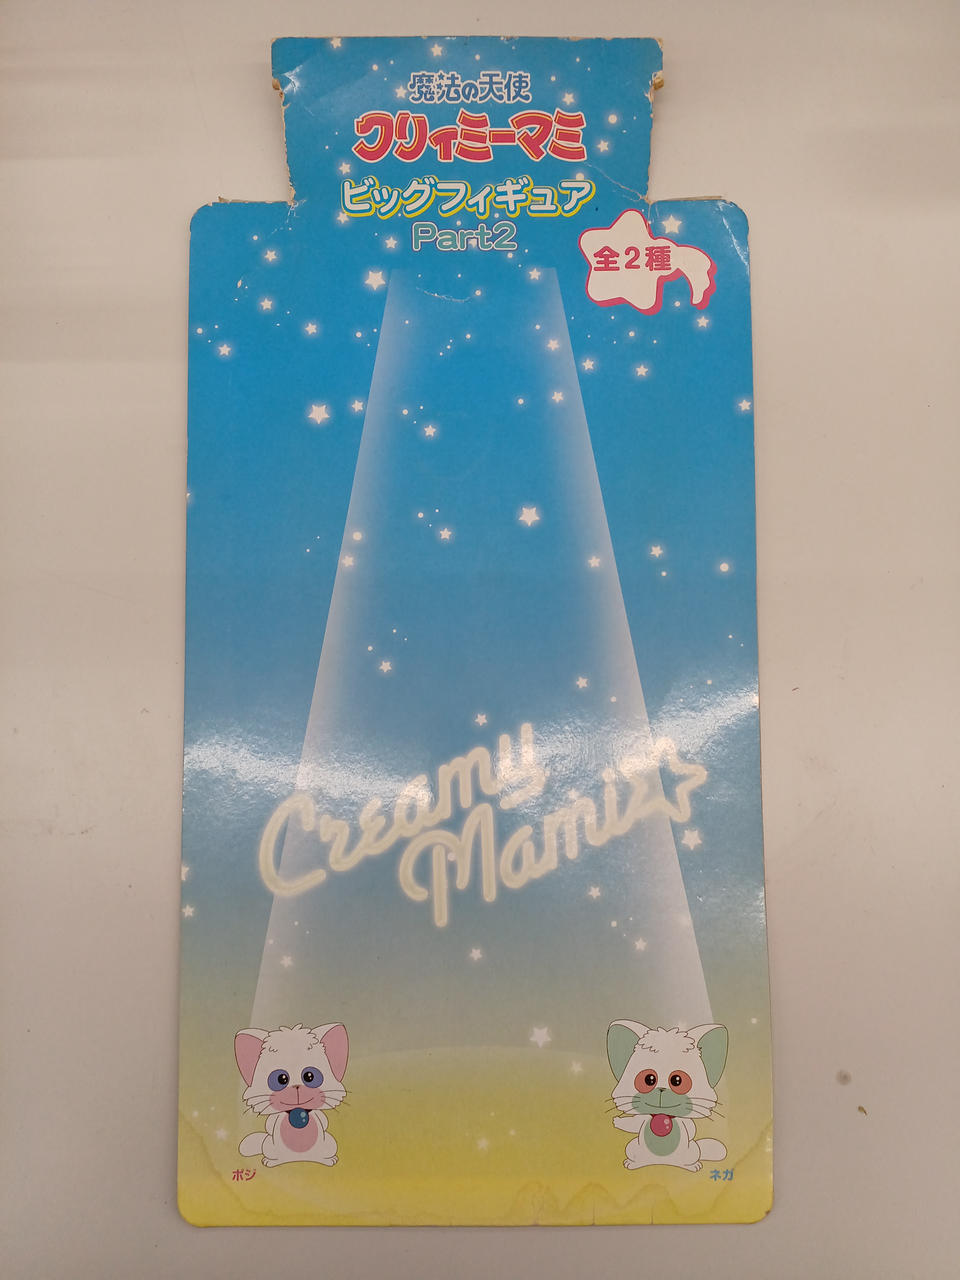 魔法の天使
クリィミーマミ
ビッグフィギュア
Part2
全2種
Creamy
Mami
ポジ
ネガ